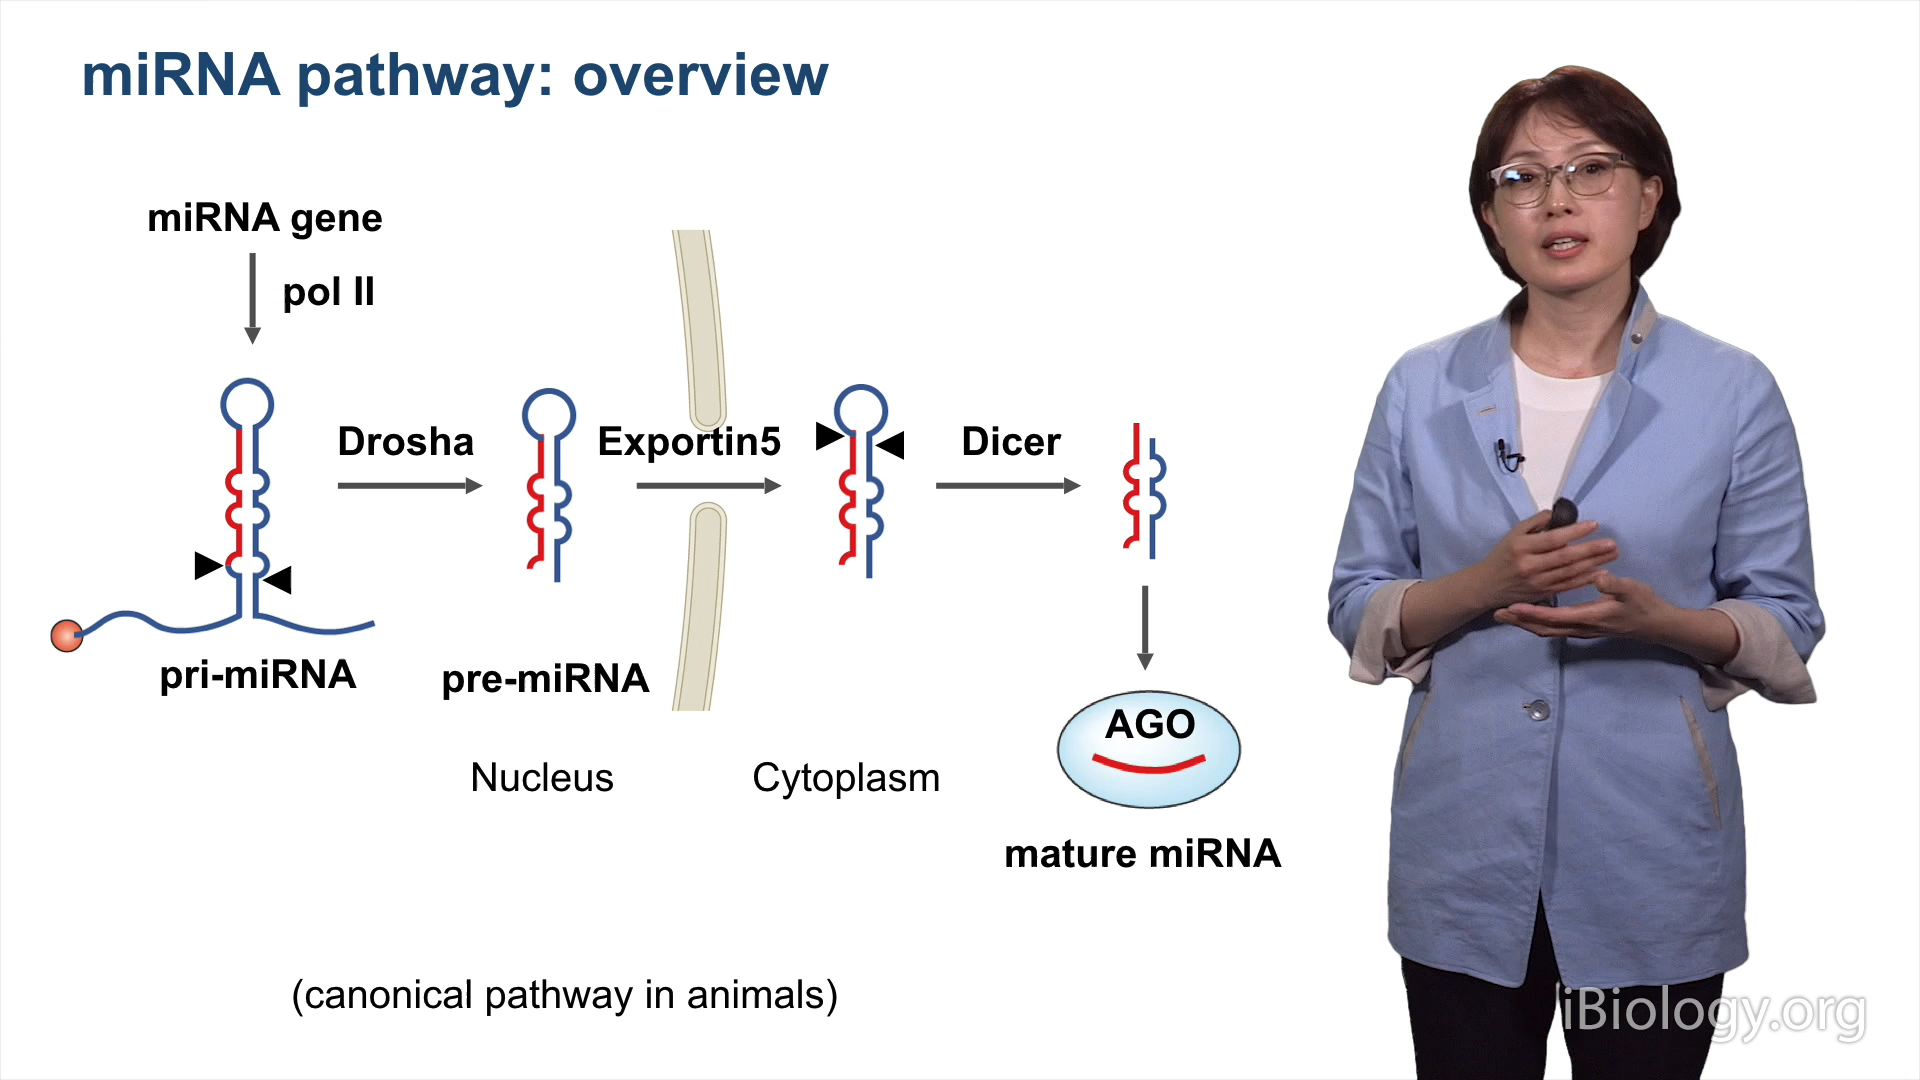 miRNA pathway: overview
miRNA gene
pol II
Drosha
Exportin5
Dicer
pri-miRNA
pre-miRNA
AGO
Nucleus
Cytoplasm
mature miRNA
(canonical pathway in animals)
iBiology.org